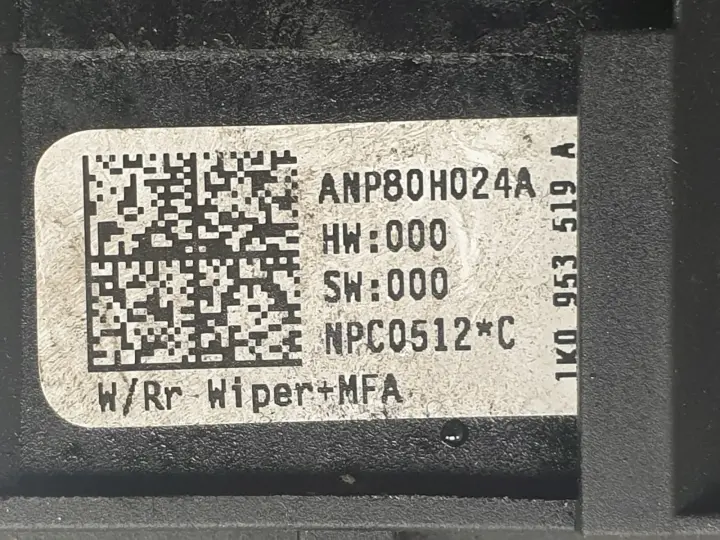 ANP80H024A
HW:000
SW:000
NPC0512*C
W/Rr Wiper+MFA
1K0 953 519 A